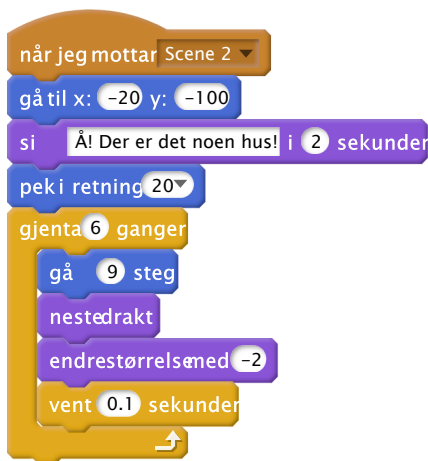 når jeg mottar Scene 2
gå til x: -20 y: -100
si Å! Der er det noen hus! i 2 sekunder
pek i retning 20
gjenta 6 ganger
gå 9 steg
neste drakt
endre størrelse med -2
vent 0.1 sekunder